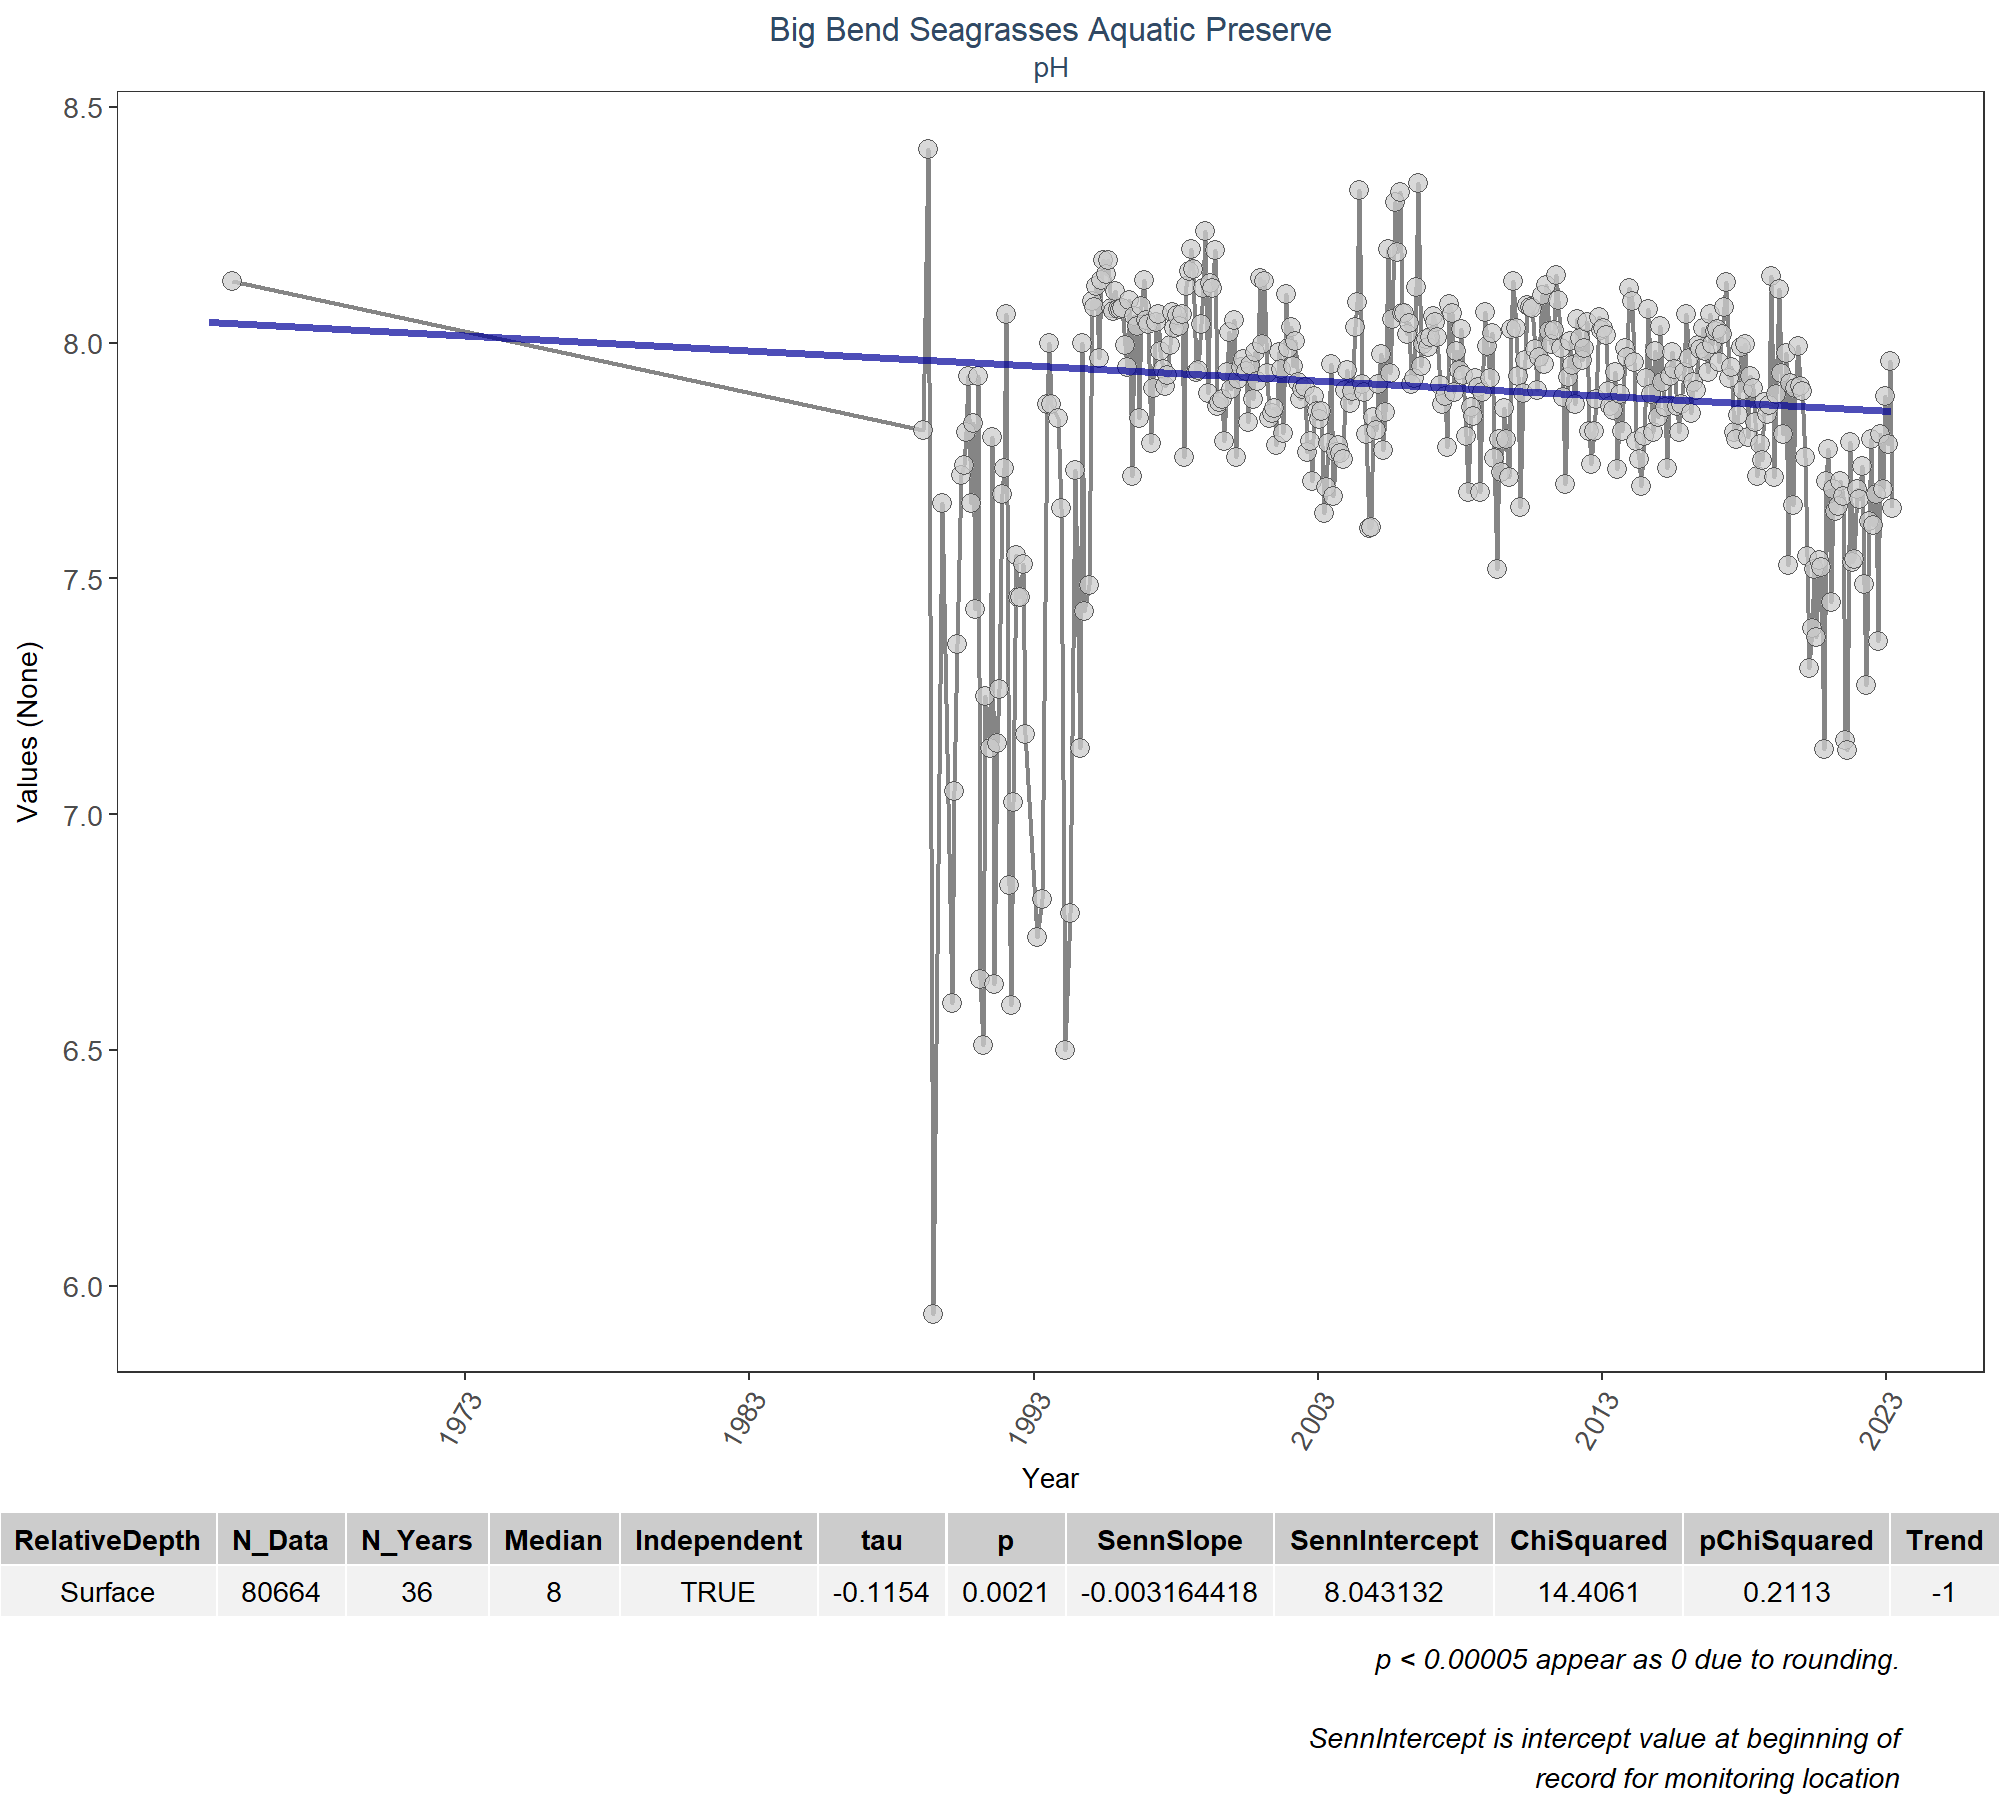 Big Bend Seagrasses Aquatic Preserve
pH
8.5
8.0
7.5
7.0
6.5
6.0
Values (None)
1973
1983
1993
2003
2013
2023
Year
RelativeDepth N_Data N_Years Median Independent tau p SennSlope SennIntercept ChiSquared pChiSquared Trend
Surface 80664 36 8 TRUE -0.1154 0.0021 -0.003164418 8.043132 14.4061 0.2113 -1
p < 0.00005 appear as 0 due to rounding.
SennIntercept is intercept value at beginning of
record for monitoring location